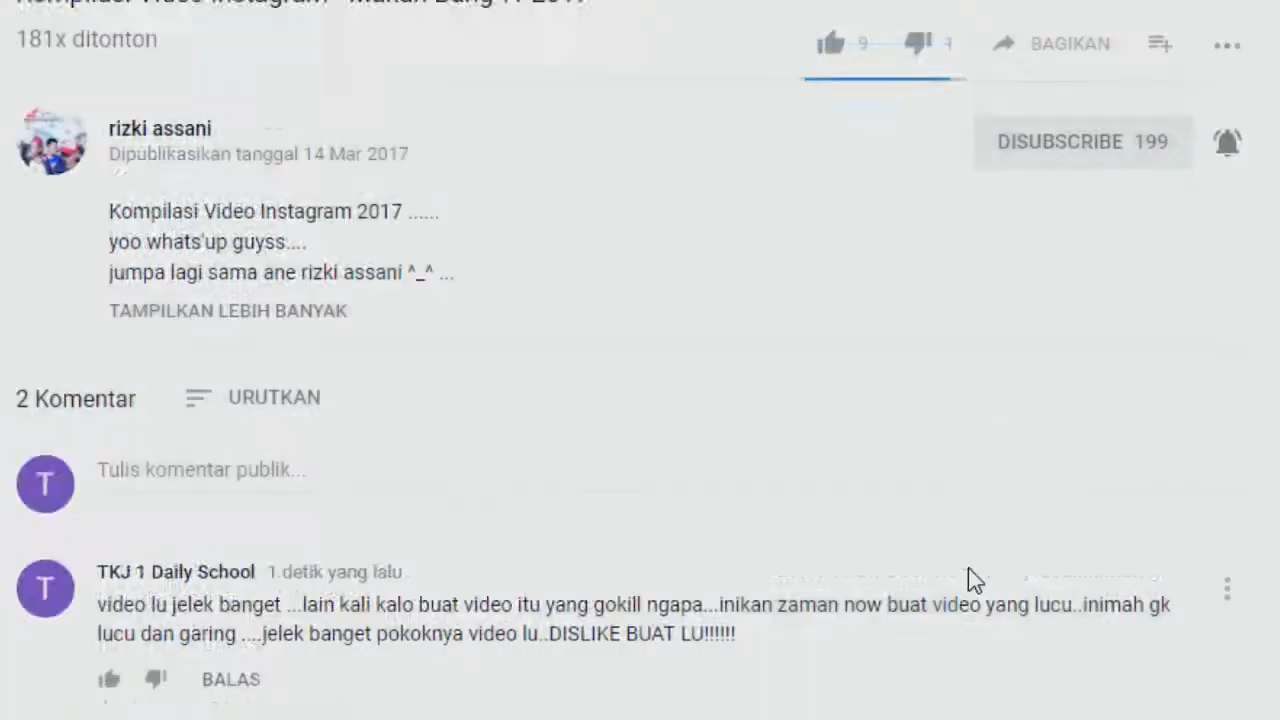 181x ditonton
9
1
BAGIKAN
rizki assani
Dipublikasikan tanggal 14 Mar 2017
DISUBSCRIBE 199
Kompilasi Video Instagram 2017 ......
yoo whats'up guyss....
jumpa lagi sama ane rizki assani ^_^ ...
TAMPILKAN LEBIH BANYAK
2 Komentar
URUTKAN
T
Tulis komentar publik...
T
TKJ 1 Daily School 1 detik yang lalu
video lu jelek banget ...lain kali kalo buat video itu yang gokill ngapa...inikan zaman now buat video yang lucu..inimah gk
lucu dan garing ....jelek banget pokoknya video lu..DISLIKE BUAT LU!!!!!!
BALAS